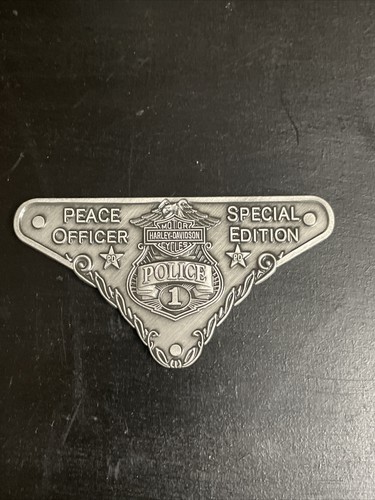 PEACE OFFICER
SPECIAL EDITION
MOTOR
HARLEY-DAVIDSON
CYCLES
POLICE
1